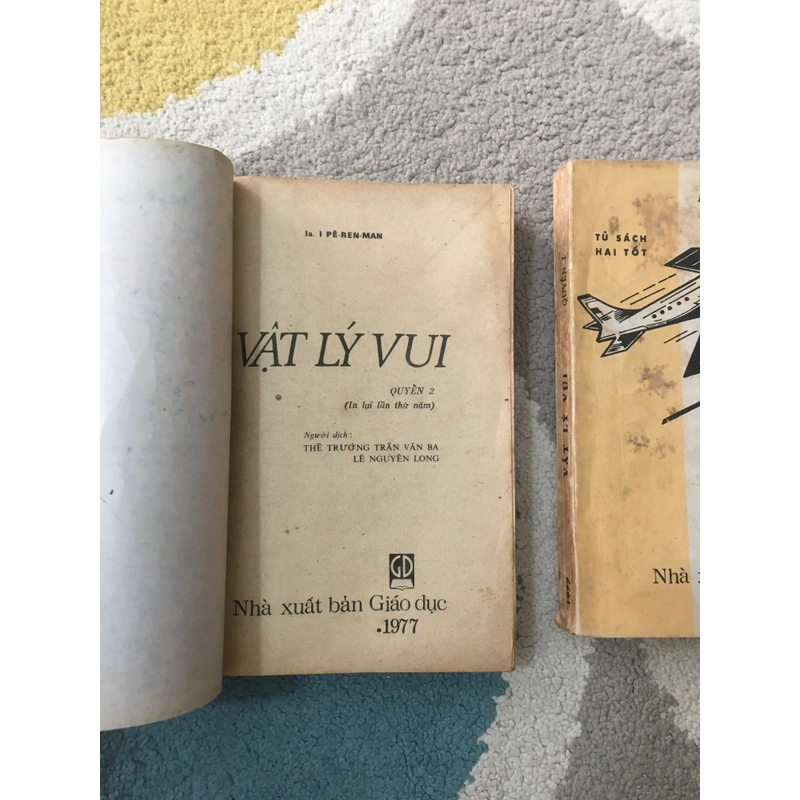 Ia. I PÊ-REN-MAN
VẬT LÝ VUI
QUYỂN 2
(In lại lần thứ năm)
Người dịch:
THẾ TRƯỜNG TRẦN VĂN BA
LÊ NGUYÊN LONG
GD
Nhà xuất bản Giáo dục
.1977
TỦ SÁCH
HAI TỐT
QUYỂN 1
VẬT LÝ VUI
Nhà